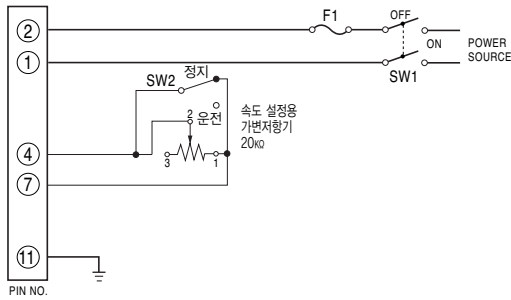 F1
OFF
ON
POWER
SOURCE
SW1
②
①
④
⑦
⑪
정지
SW2
2
운전
3
1
속도 설정용
가변저항기
20KΩ
PIN NO.